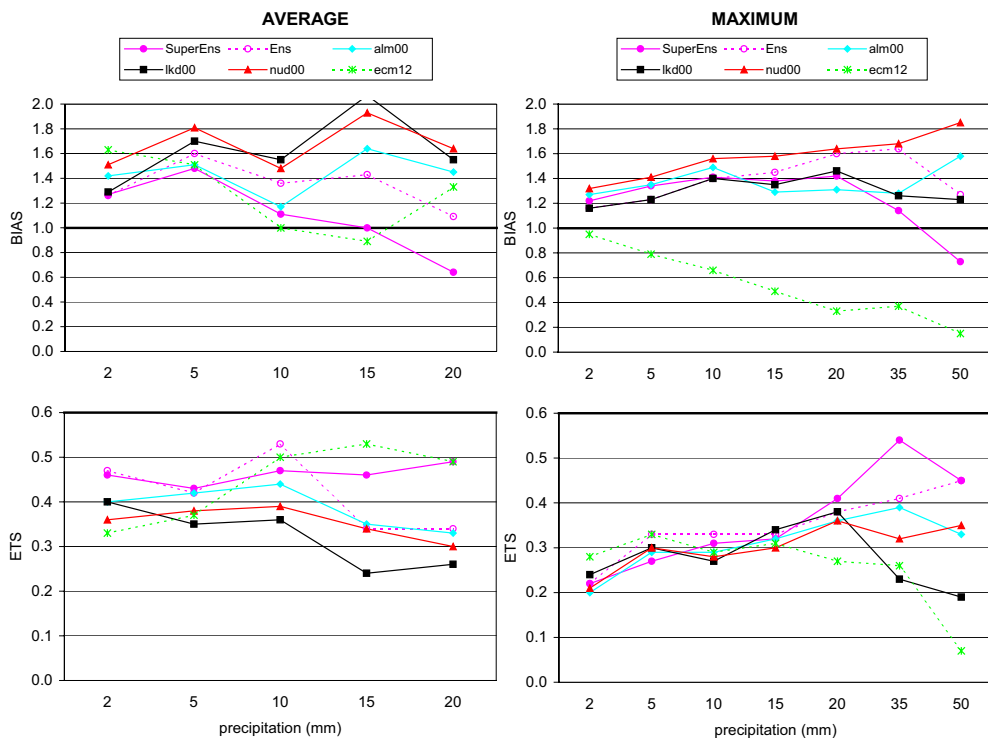 AVERAGE
SuperEns Ens alm00
lkd00 nud00 ecm12
BIAS
2.0
1.8
1.6
1.4
1.2
1.0
0.8
0.6
0.4
0.2
0.0
2 5 10 15 20
MAXIMUM
SuperEns Ens alm00
lkd00 nud00 ecm12
BIAS
2.0
1.8
1.6
1.4
1.2
1.0
0.8
0.6
0.4
0.2
0.0
2 5 10 15 20 35 50
ETS
0.6
0.5
0.4
0.3
0.2
0.1
0.0
2 5 10 15 20
precipitation (mm)
ETS
0.6
0.5
0.4
0.3
0.2
0.1
0.0
2 5 10 15 20 35 50
precipitation (mm)